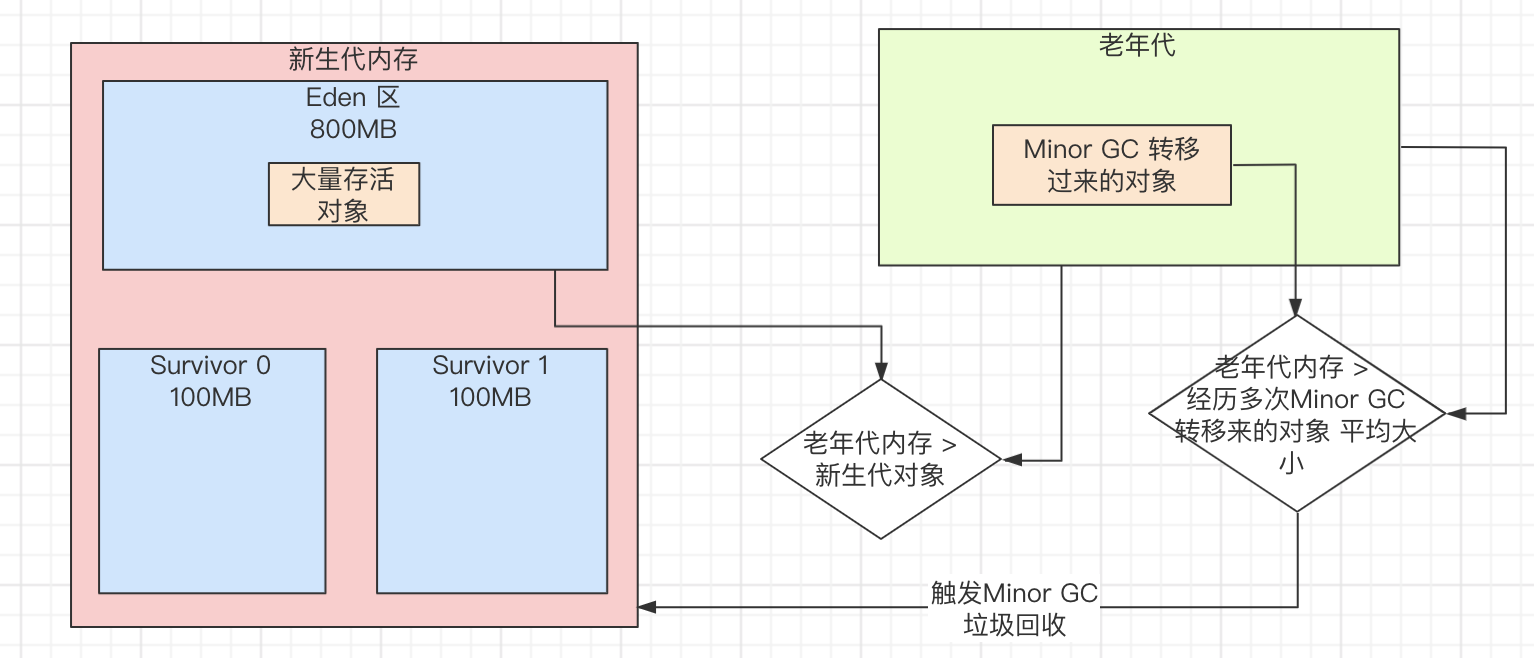 新生代内存
Eden 区
800MB
大量存活
对象
Survivor 0
100MB
Survivor 1
100MB
老年代
Minor GC 转移
过来的对象
老年代内存 >
新生代对象
老年代内存 >
经历多次Minor GC
转移来的对象 平均大
小
触发Minor GC
垃圾回收